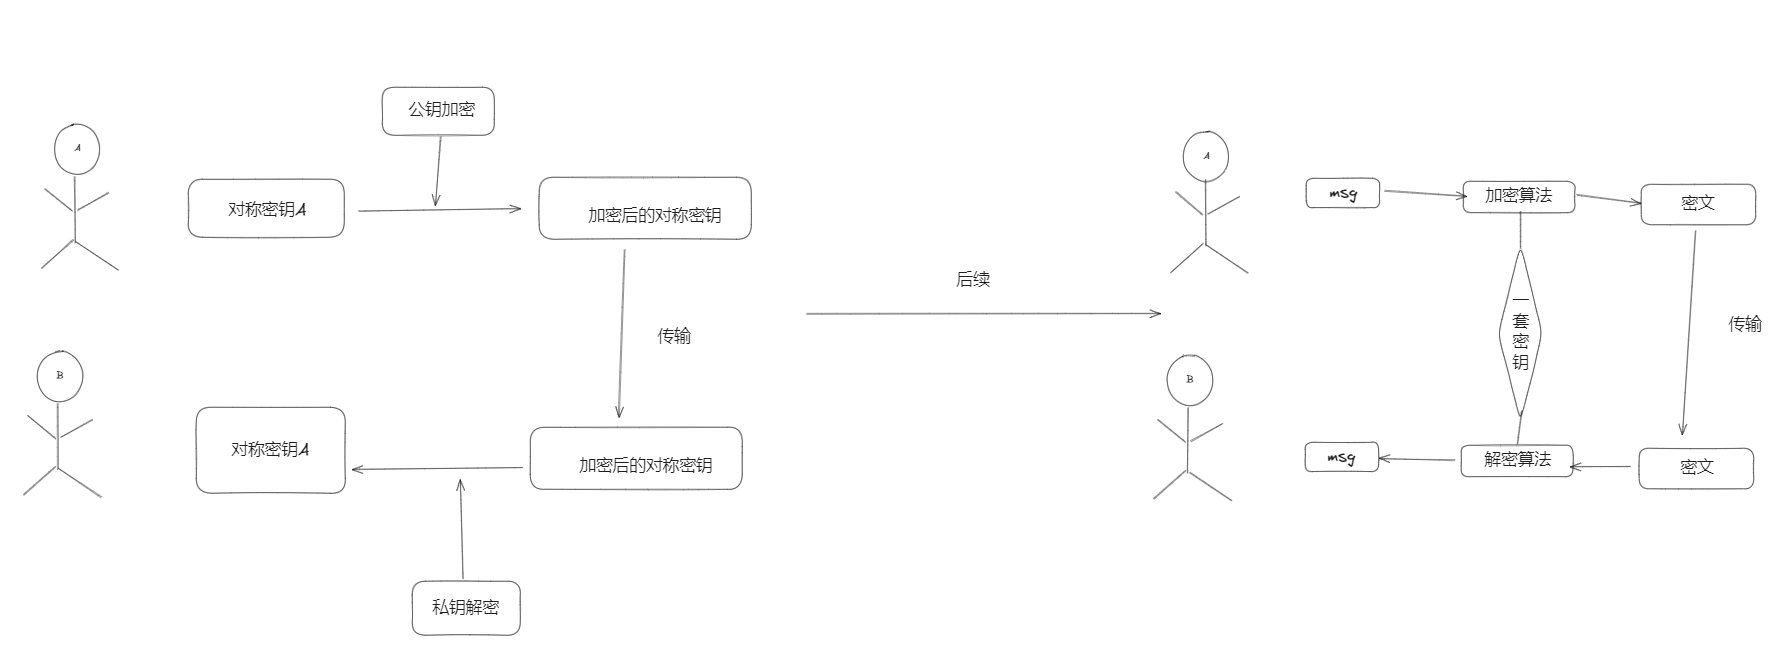 公钥加密
A
对称密钥A
加密后的对称密钥
传输
B
对称密钥A
加密后的对称密钥
私钥解密
后续
A
msg
加密算法
密文
一套密钥
传输
B
msg
解密算法
密文